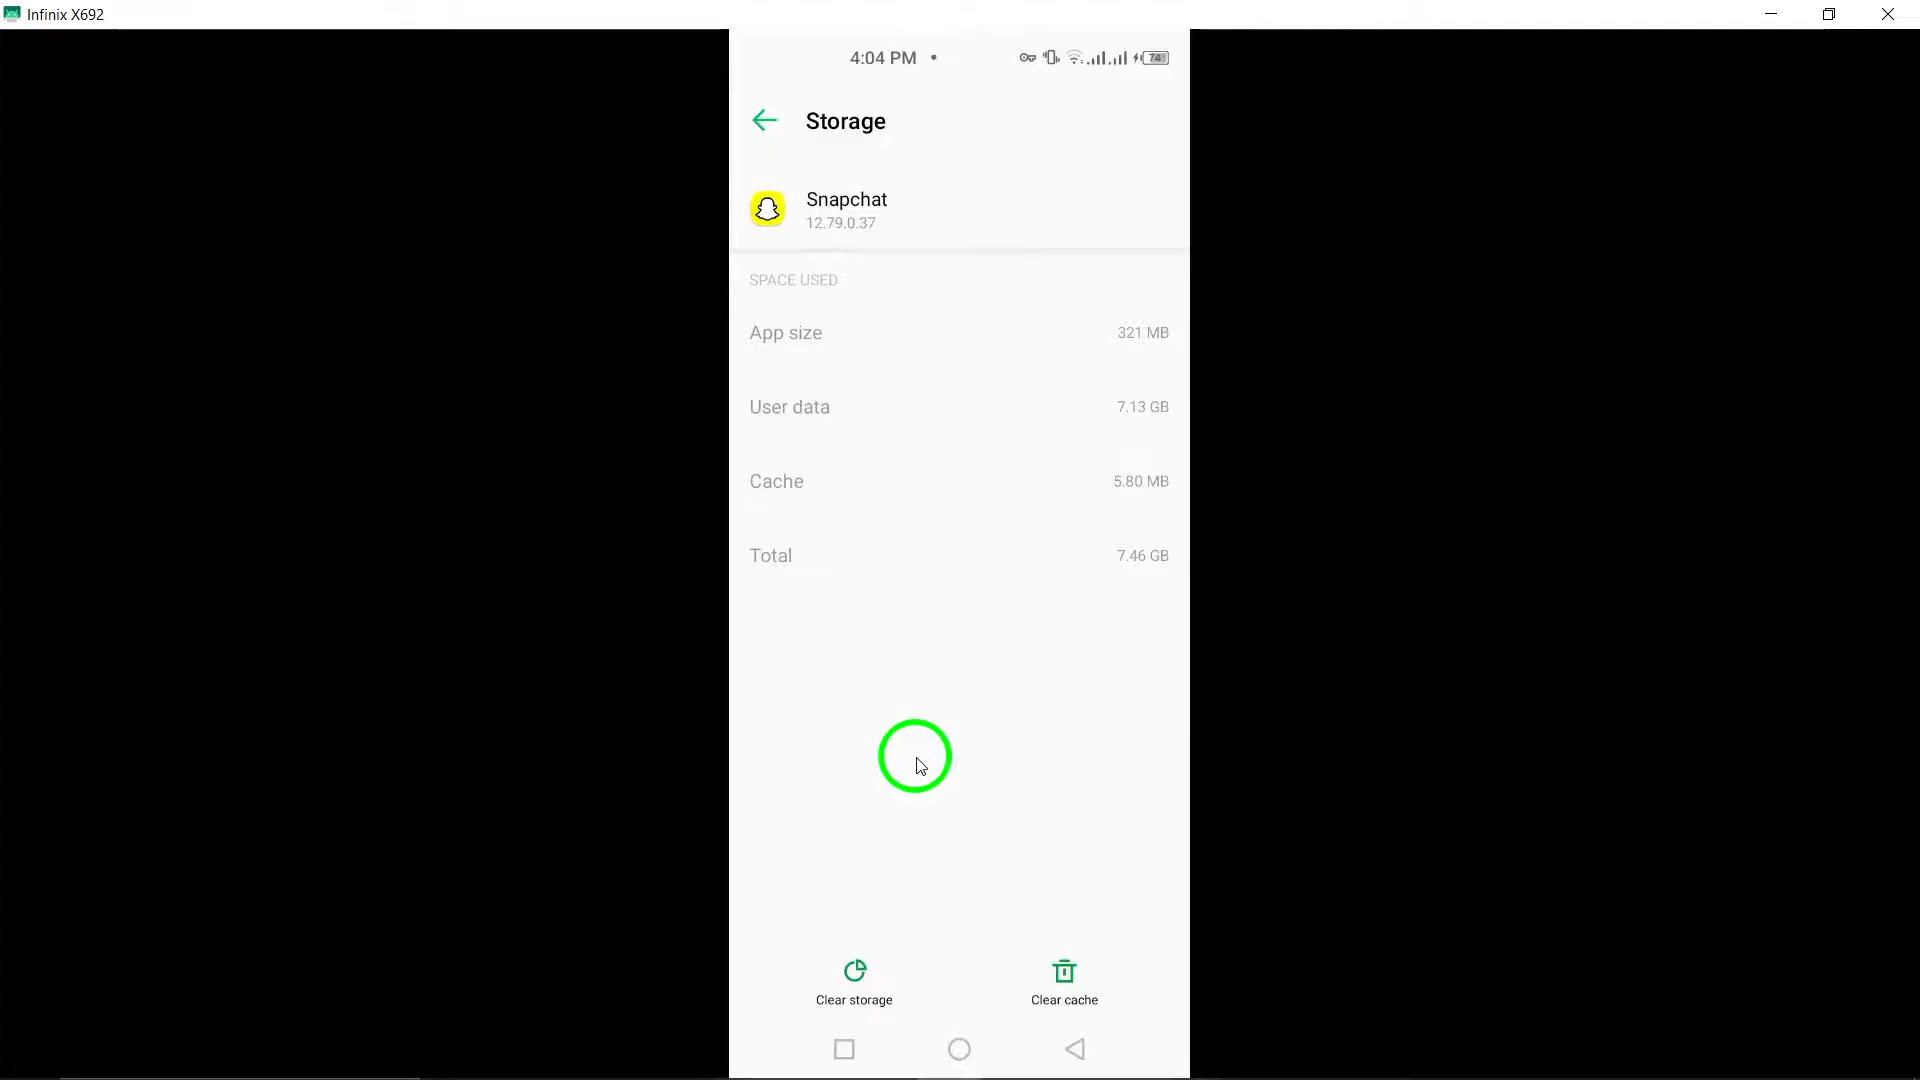 Infinix X692
4:04 PM •
74
Storage
Snapchat
12.79.0.37
SPACE USED
App size 321 MB
User data 7.13 GB
Cache 5.80 MB
Total 7.46 GB
Clear storage Clear cache